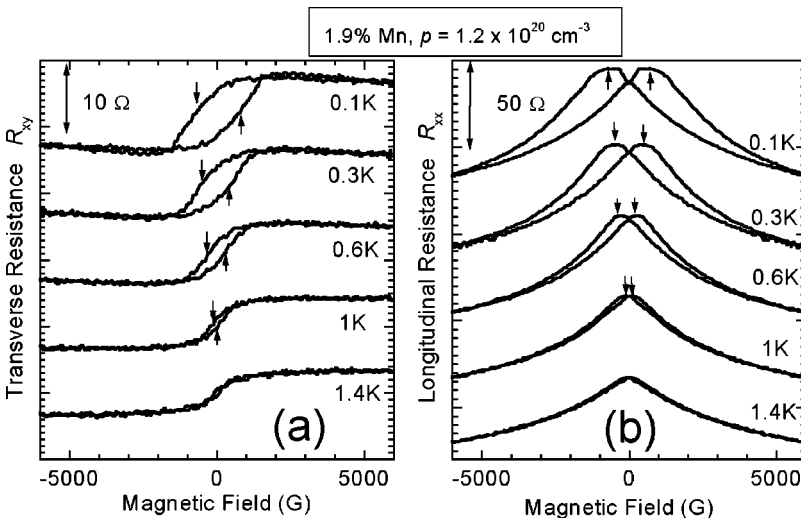 1.9% Mn, p = 1.2 x 10²⁰ cm⁻³
Transverse Resistance R_xy
10 Ω
0.1K
0.3K
0.6K
1K
1.4K
(a)
-5000
0
5000
Magnetic Field (G)
Longitudinal Resistance R_xx
50 Ω
0.1K
0.3K
0.6K
1K
1.4K
(b)
-5000
0
5000
Magnetic Field (G)